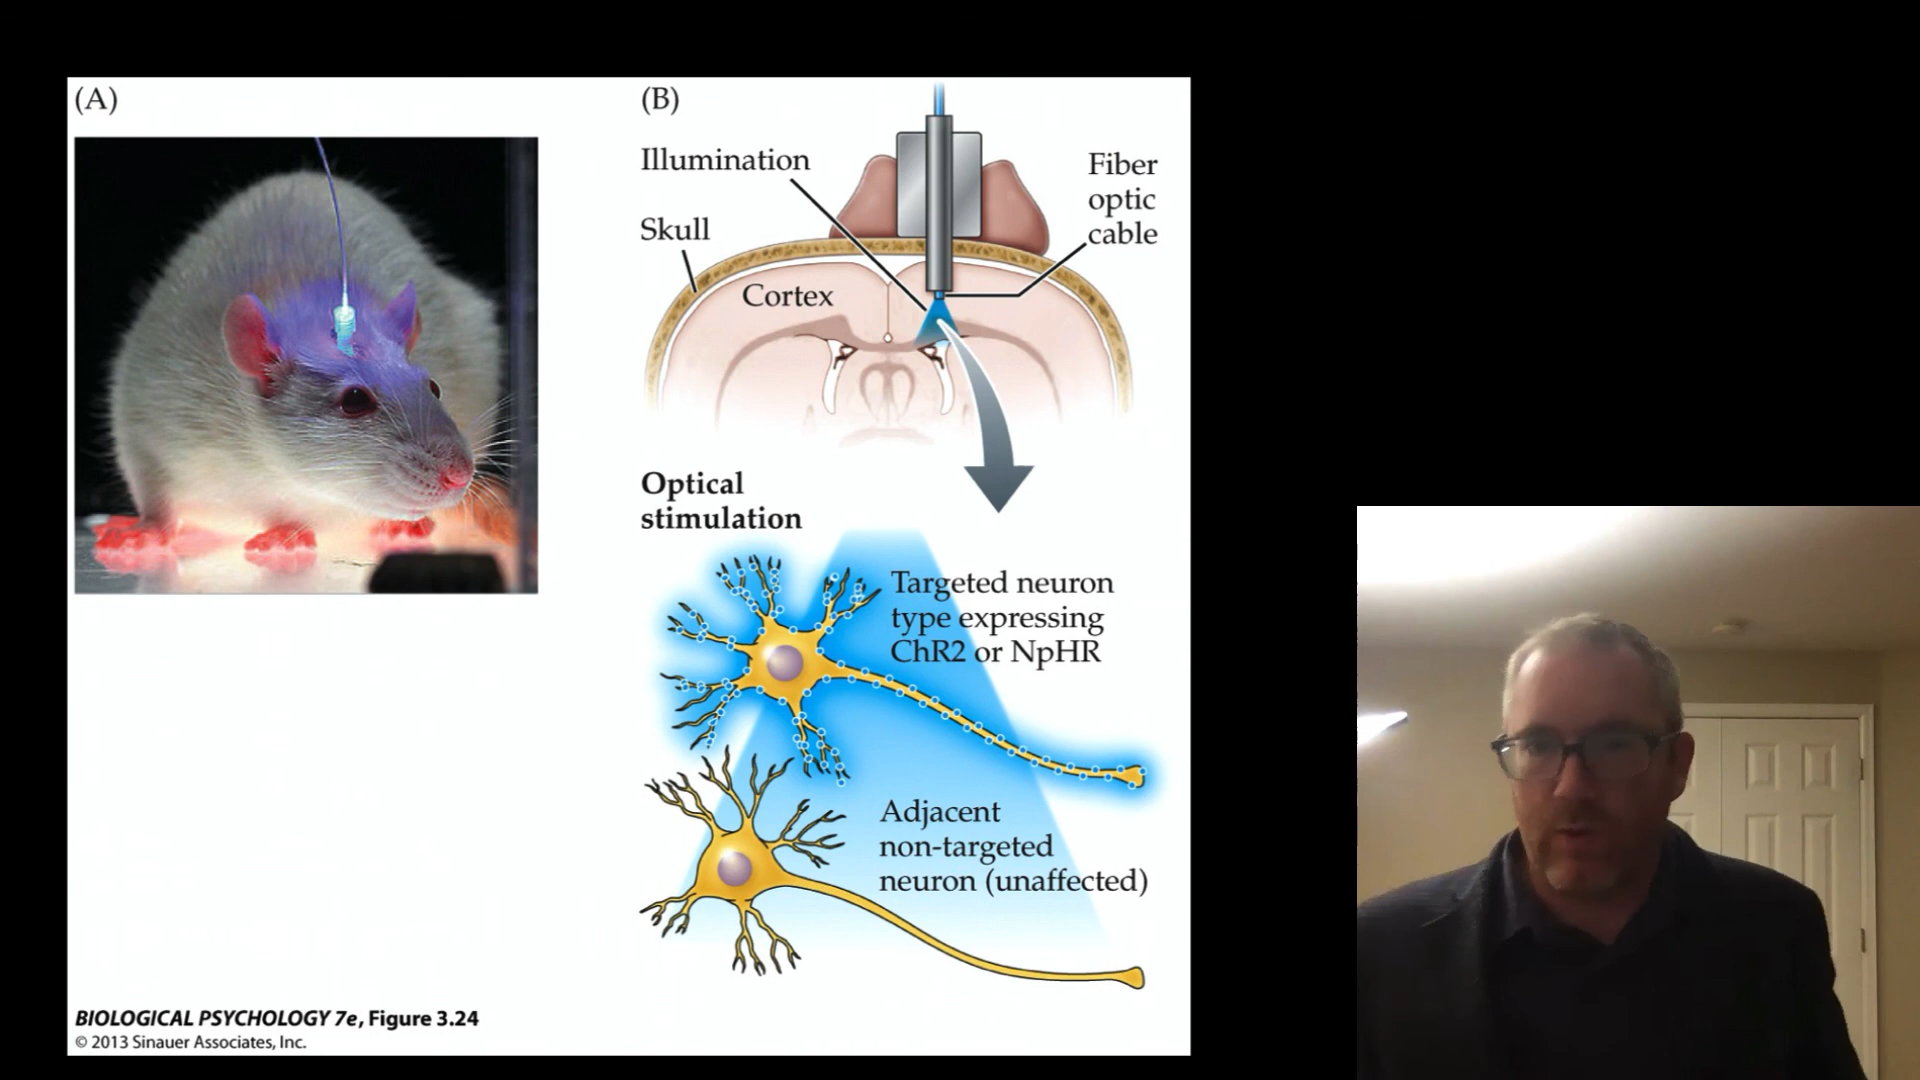 (A)
(B)
Illumination
Skull
Cortex
Fiber
optic
cable
Optical
stimulation
Targeted neuron
type expressing
ChR2 or NpHR
Adjacent
non-targeted
neuron (unaffected)
BIOLOGICAL PSYCHOLOGY 7e, Figure 3.24
© 2013 Sinauer Associates, Inc.